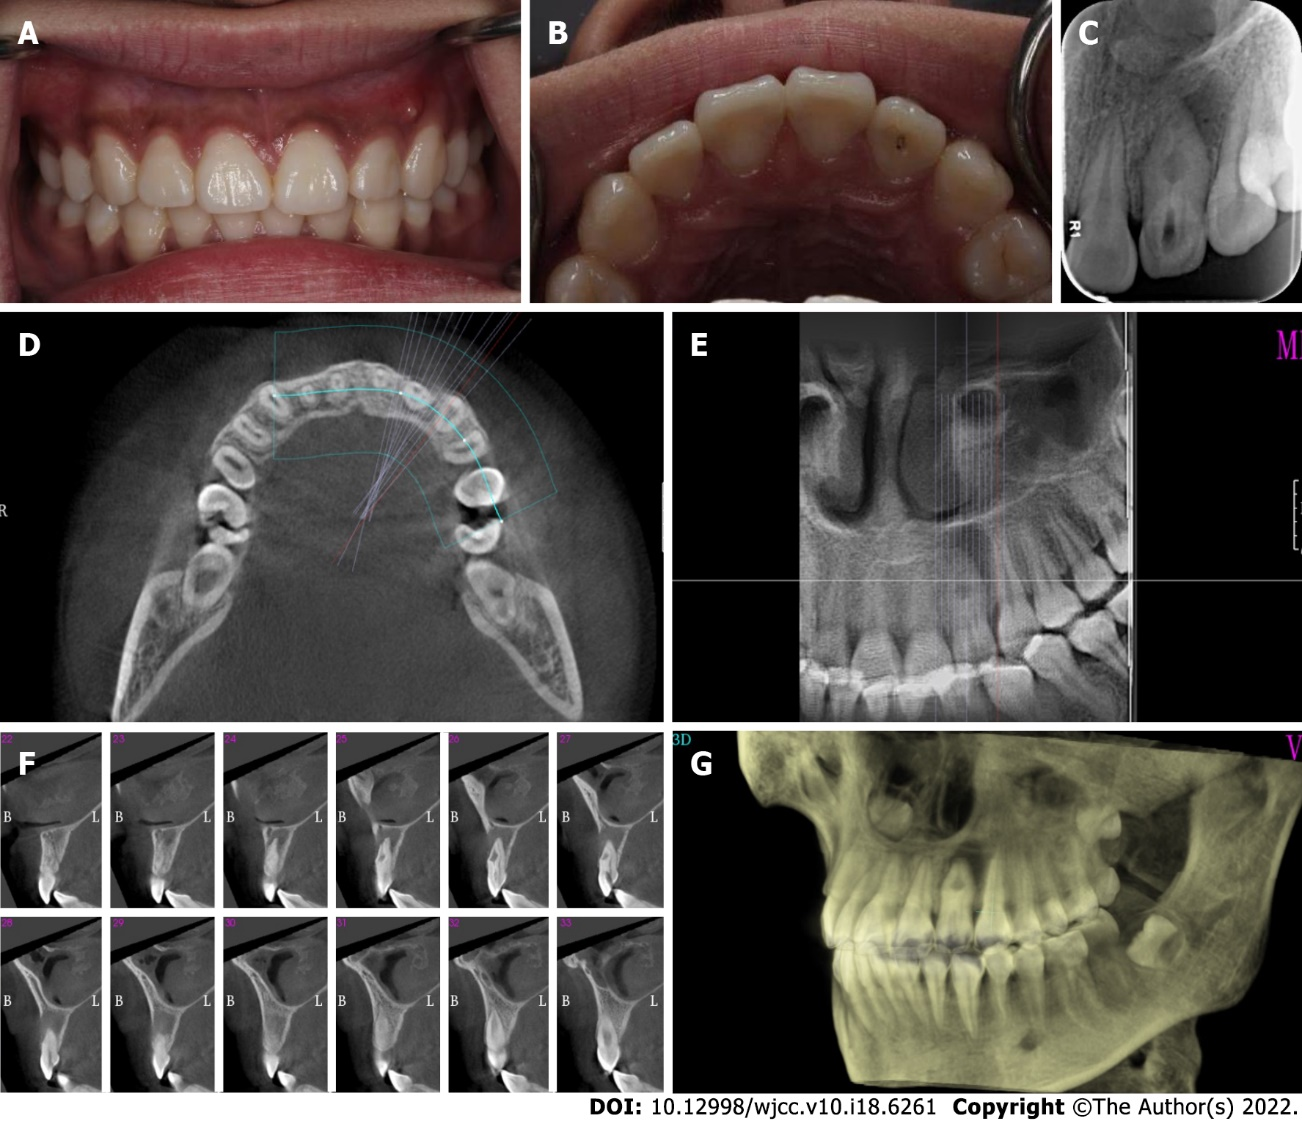 A
B
C
R1
D
R
E
M
F
22
23
24
25
26
27
B L B L B L B L B L B L
28
29
30
31
32
33
B L B L B L B L B L B L
3D
G
V
DOI: 10.12998/wjcc.v10.i18.6261 Copyright ©The Author(s) 2022.